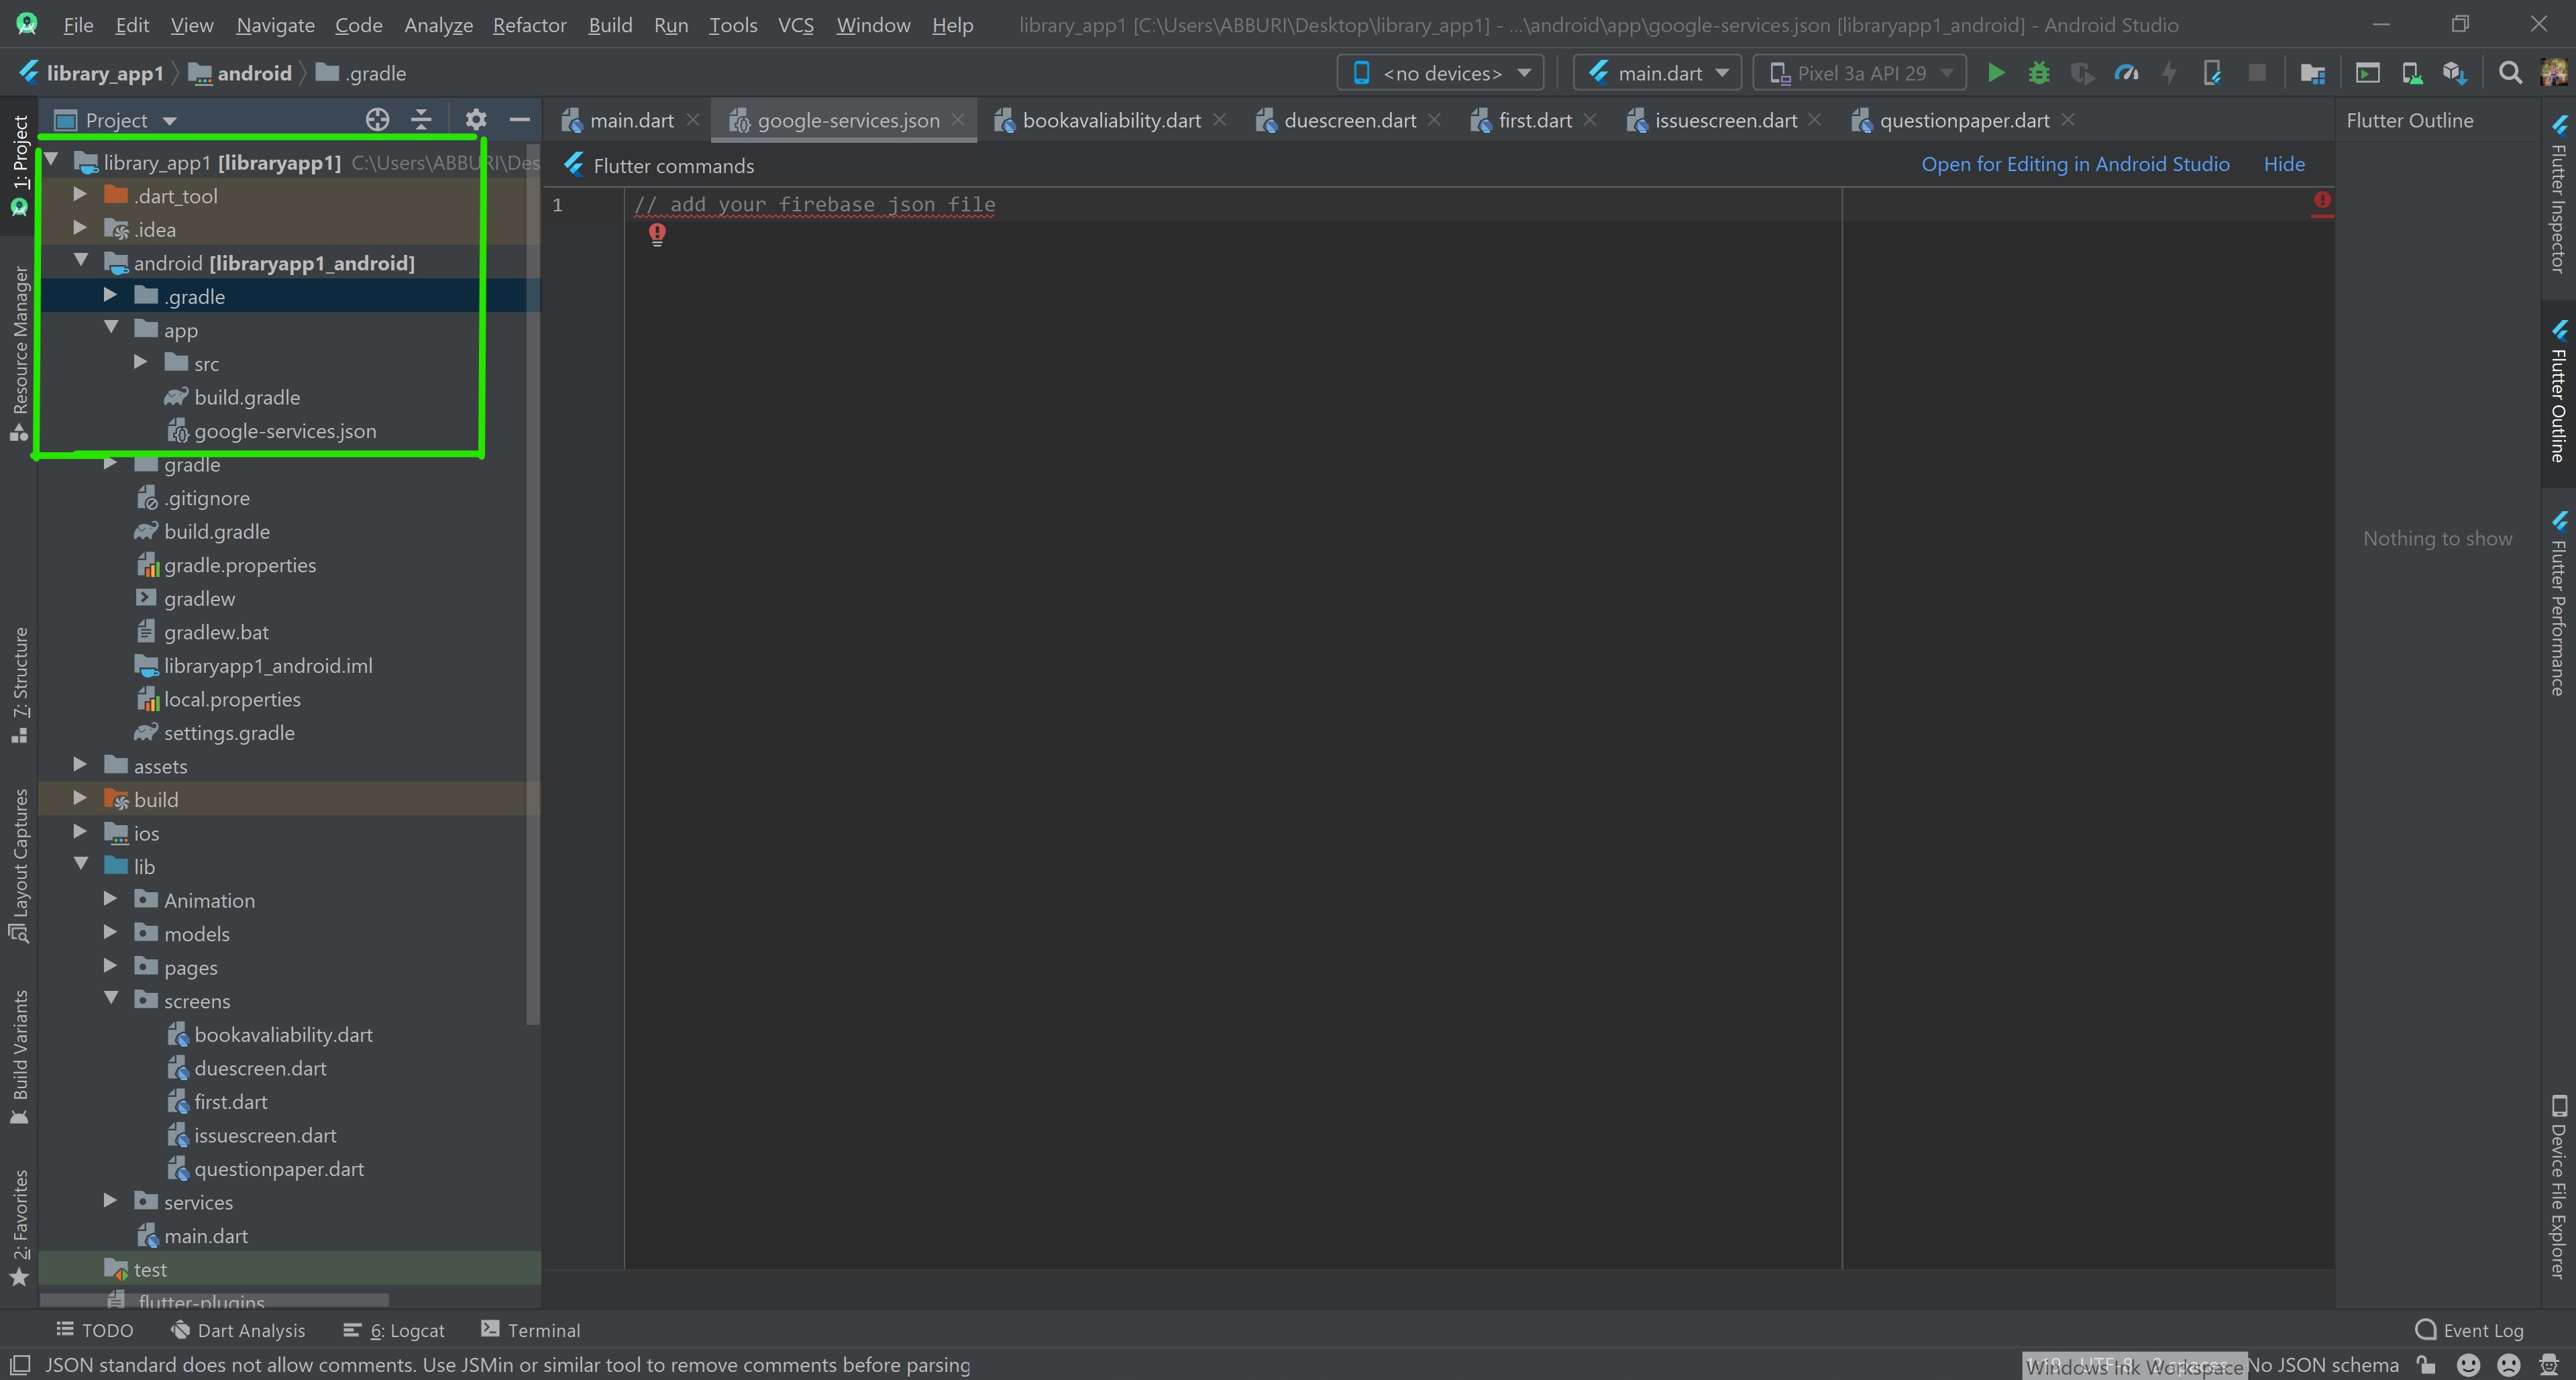 File Edit View Navigate Code Analyze Refactor Build Run Tools VCS Window Help library_app1 [C:\Users\ABBURI\Desktop\library_app1] - ...\android\app\google-services.json [libraryapp1_android] - Android Studio
library_app1 android .gradle <no devices> main.dart Pixel 3a API 29
Project main.dart google-services.json bookavaliability.dart duescreen.dart first.dart issuescreen.dart questionpaper.dart Flutter Outline
library_app1 [libraryapp1] C:\Users\ABBURI\Des
Flutter commands Open for Editing in Android Studio Hide
.dart_tool
1 // add your firebase json file
.idea
android [libraryapp1_android]
.gradle
app
src
build.gradle
google-services.json
gradle
.gitignore
build.gradle
Nothing to show
gradle.properties
gradlew
gradlew.bat
libraryapp1_android.iml
local.properties
settings.gradle
assets
build
ios
lib
Animation
models
pages
screens
bookavaliability.dart
duescreen.dart
first.dart
issuescreen.dart
questionpaper.dart
services
main.dart
test
flutter-plugins
1: Project
Resource Manager
7: Structure
Layout Captures
Build Variants
2: Favorites
Flutter Inspector
Flutter Outline
Flutter Performance
Device File Explorer
TODO Dart Analysis 6: Logcat Terminal Event Log
JSON standard does not allow comments. Use JSMin or similar tool to remove comments before parsing Windows Ink Workspace No JSON schema